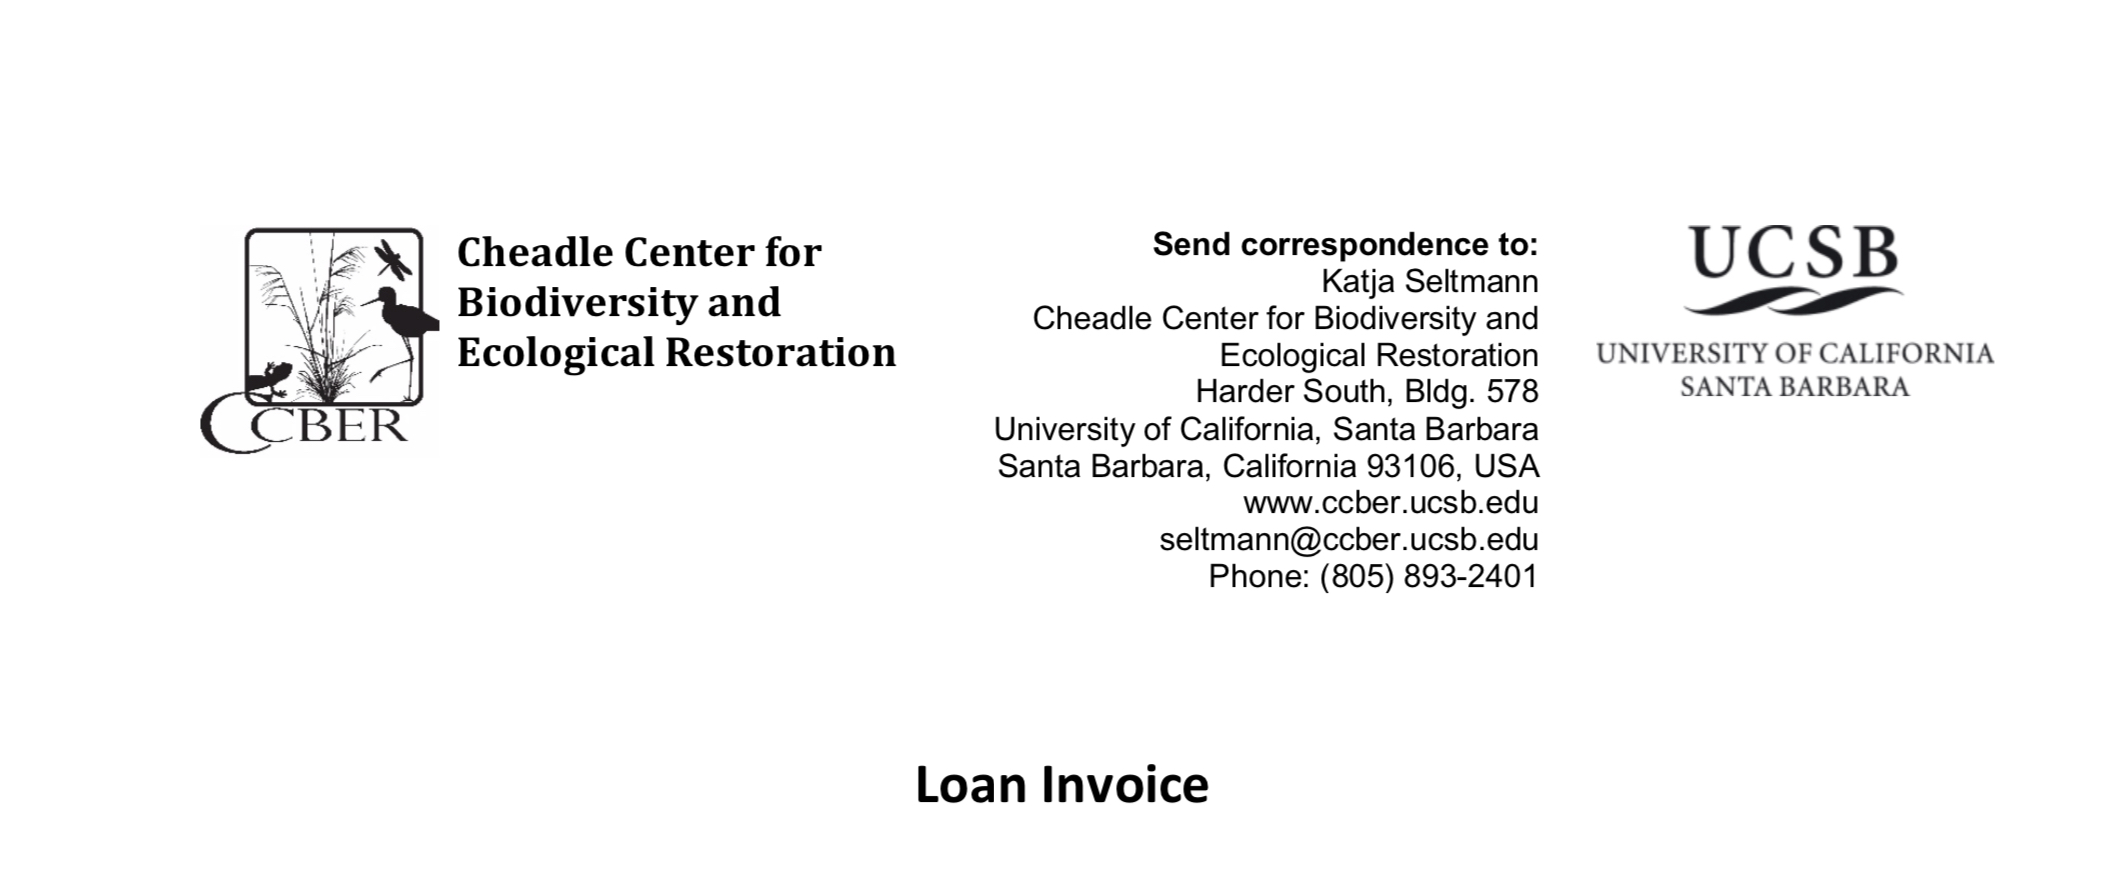 CCBER
Cheadle Center for
Biodiversity and
Ecological Restoration
Send correspondence to:
Katja Seltmann
Cheadle Center for Biodiversity and
Ecological Restoration
Harder South, Bldg. 578
University of California, Santa Barbara
Santa Barbara, California 93106, USA
www.ccber.ucsb.edu
seltmann@ccber.ucsb.edu
Phone: (805) 893-2401
UCSB
UNIVERSITY OF CALIFORNIA
SANTA BARBARA
Loan Invoice